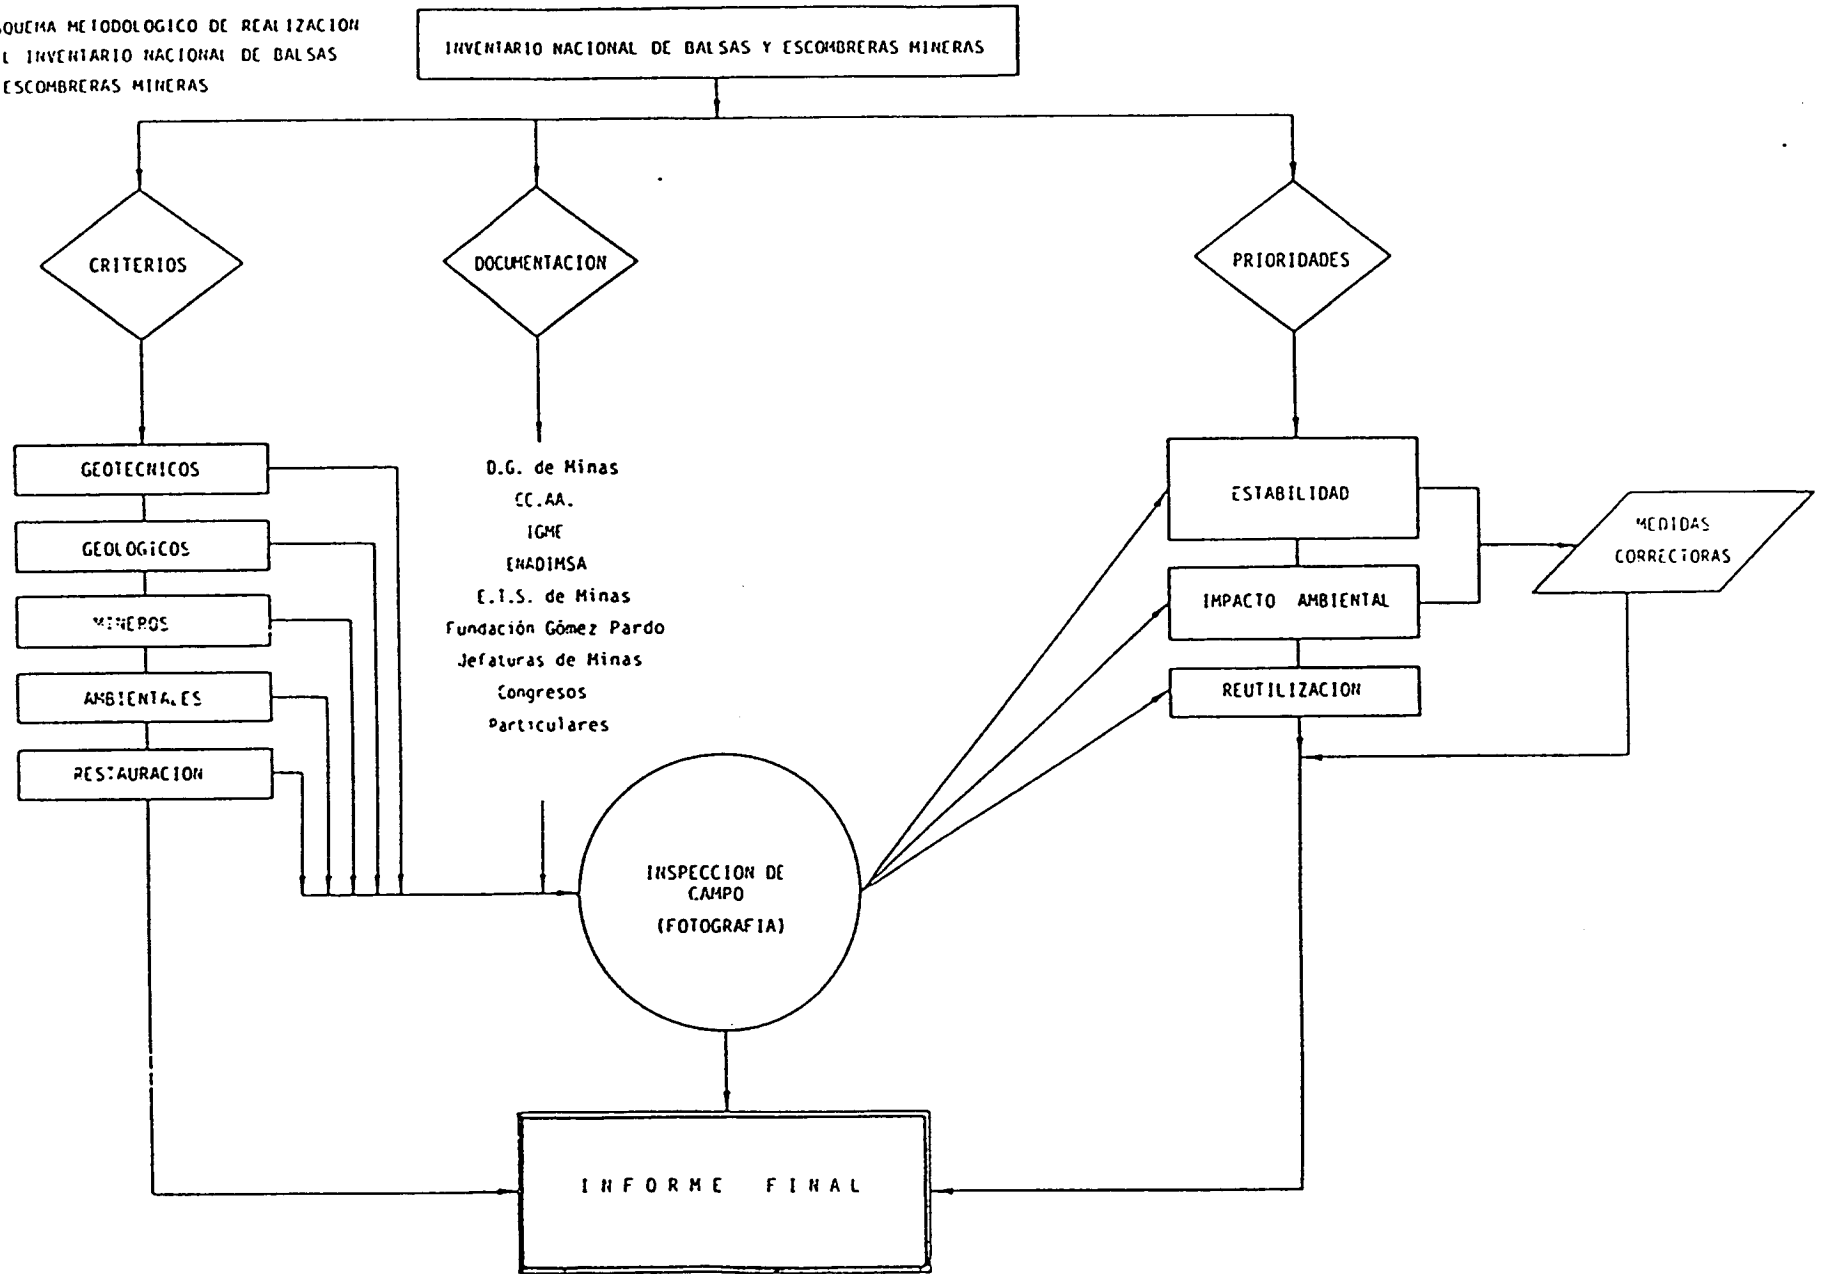 SQUEMA METODOLOGICO DE REALIZACION
L INVENTARIO NACIONAL DE BALSAS
ESCOMBRERAS MINERAS
INVENTARIO NACIONAL DE BALSAS Y ESCOMBRERAS MINERAS
CRITERIOS
DOCUMENTACION
PRIORIDADES
GEOTECNICOS
GEOLOGICOS
MINEROS
AMBIENTALES
RESTAURACION
D.G. de Minas
CC.AA.
IGME
ENADIMSA
E.T.S. de Minas
Fundación Gómez Pardo
Jefaturas de Minas
Congresos
Particulares
ESTABILIDAD
IMPACTO AMBIENTAL
REUTILIZACION
MEDIDAS
CORRECTORAS
INSPECCION DE
CAMPO
(FOTOGRAFIA)
INFORME FINAL